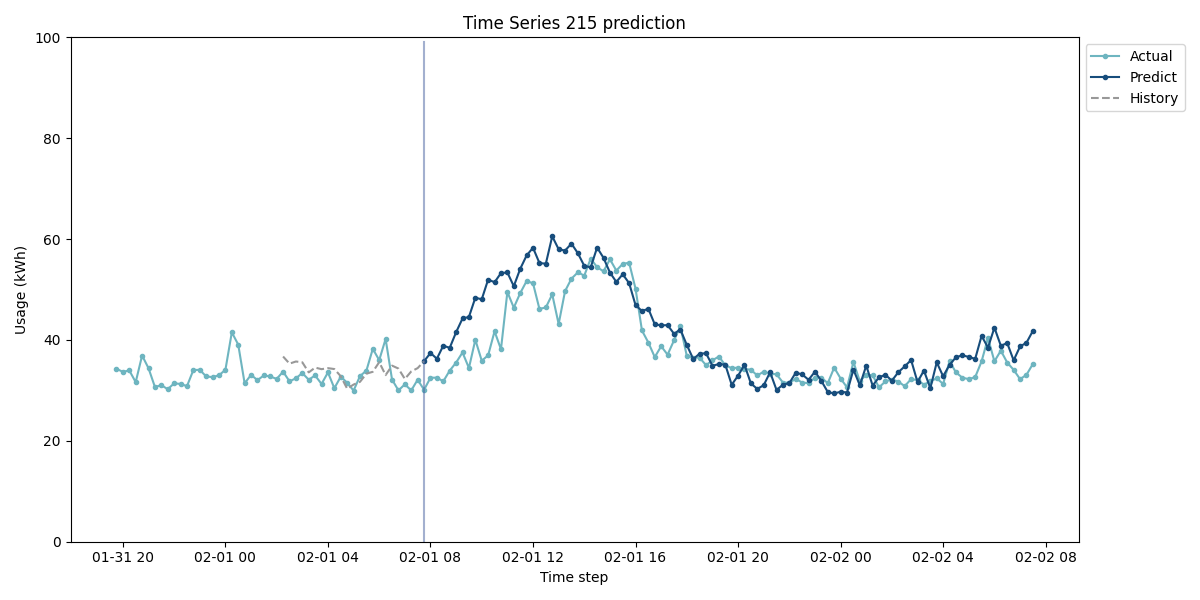 Time Series 215 prediction
Usage (kWh)
100
80
60
40
20
0
01-31 20
02-01 00
02-01 04
02-01 08
02-01 12
02-01 16
02-01 20
02-02 00
02-02 04
02-02 08
Time step
Actual
Predict
History